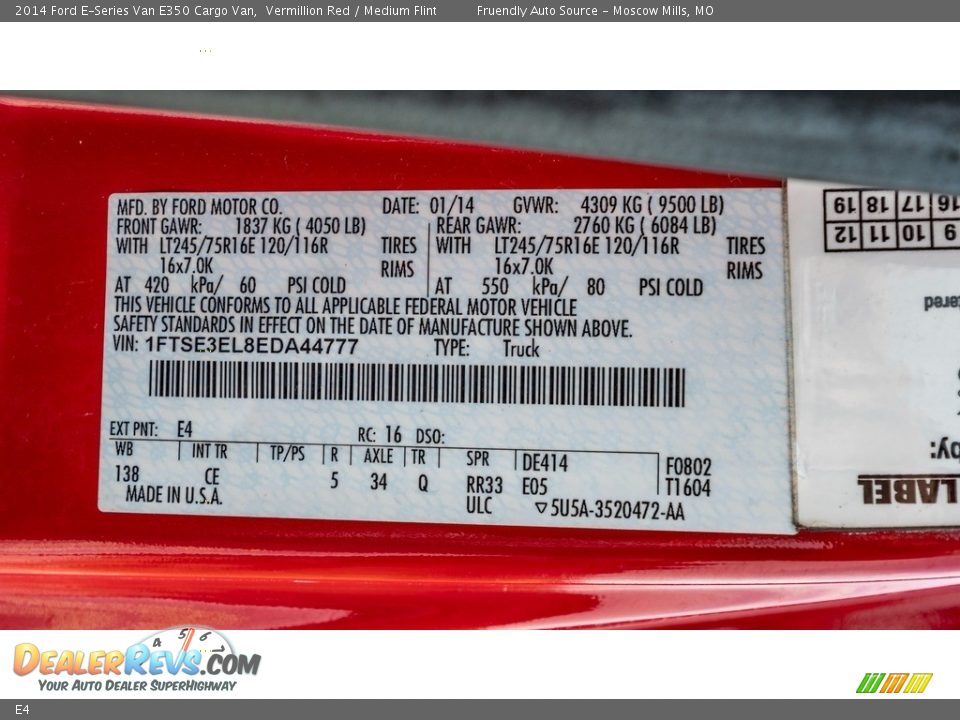 2014 Ford E-Series Van E350 Cargo Van, Vermillion Red / Medium Flint Fruendly Auto Source - Moscow Mills, MO
MFD. BY FORD MOTOR CO. DATE: 01/14 GVWR: 4309 KG ( 9500 LB)
FRONT GAWR: 1837 KG ( 4050 LB) REAR GAWR: 2760 KG ( 6084 LB)
WITH LT245/75R16E 120/116R TIRES WITH LT245/75R16E 120/116R TIRES
16x7.0K RIMS 16x7.0K RIMS
AT 420 kPa/ 60 PSI COLD AT 550 kPa/ 80 PSI COLD
THIS VEHICLE CONFORMS TO ALL APPLICABLE FEDERAL MOTOR VEHICLE
SAFETY STANDARDS IN EFFECT ON THE DATE OF MANUFACTURE SHOWN ABOVE.
VIN: 1FTSE3EL8EDA44777 TYPE: Truck
EXT PNT: E4 RC: 16 DSO:
WB INT TR TP/PS R AXLE TR SPR DE414 F0802
138 CE 5 34 Q RR33 E05 T1604
MADE IN U.S.A. ULC ▽5U5A-3520472-AA
16 17 18 19
9 10 11 12
tered
by:
LABEL
4 5 6 7
DEALERREVS.COM
YOUR AUTO DEALER SUPERHIGHWAY
E4